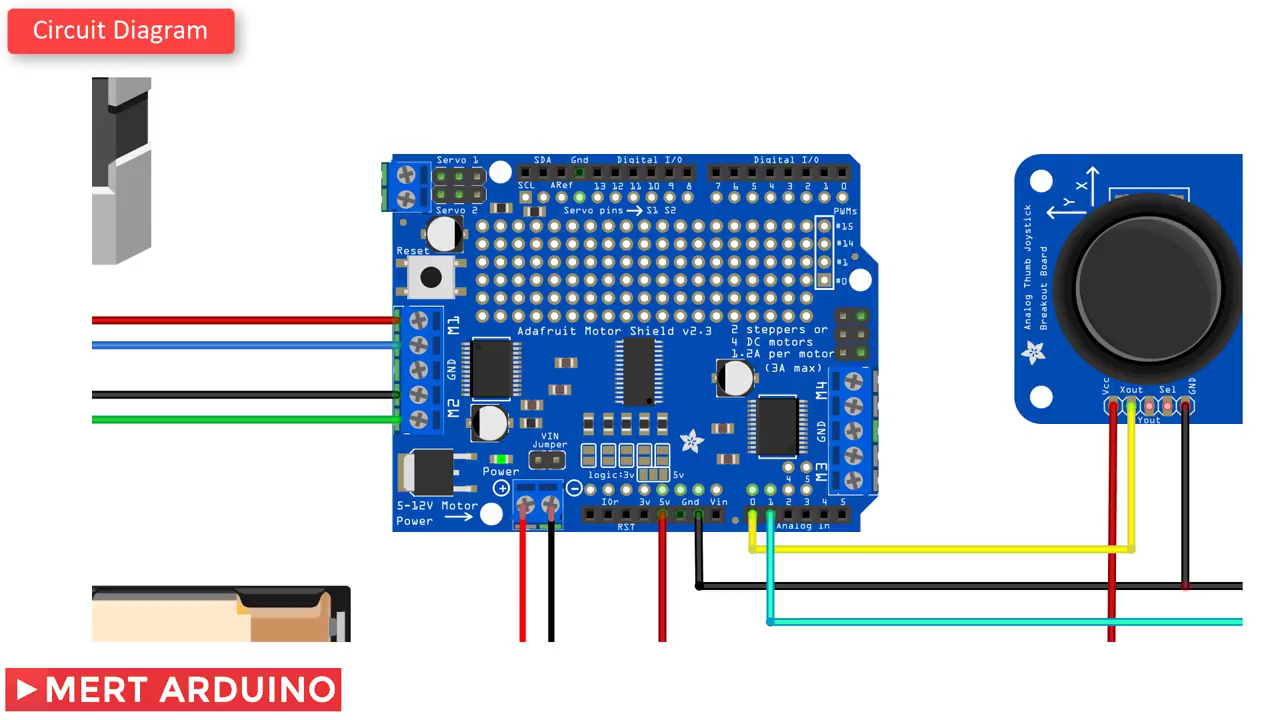 Circuit Diagram
Servo 1
SDA Gnd Digital I/O
Digital I/O
SCL ARef 13 12 11 10 9 8
7 6 5 4 3 2 1 0
Servo 2
Servo pins → S1 S2
PWMs
#15
#14
#1
#0
Reset
M1
GND
M2
Adafruit Motor Shield v2.3
2 steppers or
4 DC motors
1.2A per motor
(3A max)
M4
GND
M3
VIN
Jumper
Power
logic:3v 5v
4 5
+ −
5-12V Motor
Power →
IOr 3v 5v Gnd Vin
0 1 2 3 4 5
RST
Analog In
X
Y
Analog Thumb Joystick
Breakout Board
Vcc Xout Sel GND
Yout
MERT ARDUINO